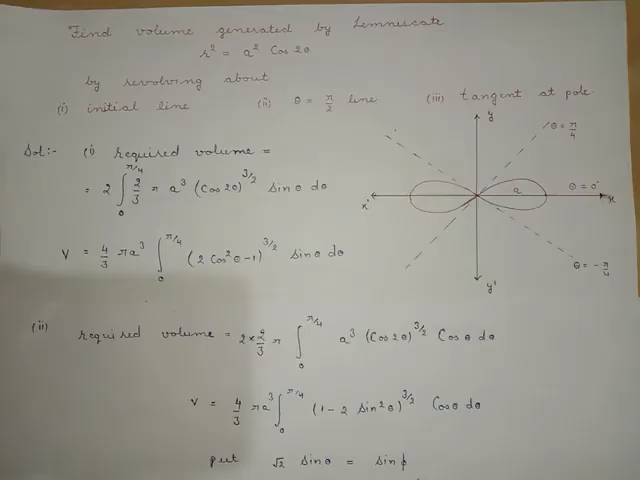 Find volume generated by Lemniscate
r² = a² Cos 2θ
by revolving about
(i) initial line (ii) θ = π/2 line (iii) tangent at pole
Sol:- (i) required volume =
= 2 ∫₀^{π/4} 2/3 π a³ (Cos 2θ)^{3/2} sinθ dθ
V = 4/3 πa³ ∫₀^{π/4} (2 Cos²θ-1)^{3/2} sinθ dθ
y
θ = π/4
a
θ = 0°
x'
x
θ = -π/4
y'
(ii) required volume = 2 × 2/3 π ∫₀^{π/4} a³ (Cos 2θ)^{3/2} Cosθ dθ
V = 4/3 πa³ ∫₀^{π/4} (1-2 sin²θ)^{3/2} Cosθ dθ
put √2 sinθ = sin ϕ